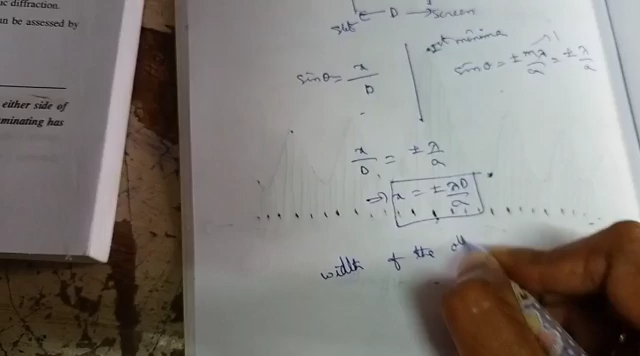 ic diffraction.
n be assessed by
either side of
minating has
slit ← D → screen
sinθ = x / D
1st minima
sinθ = ± mλ / a = ± λ / a
x / D = ± λ / a
⇒ x = ± λD / a
width of the